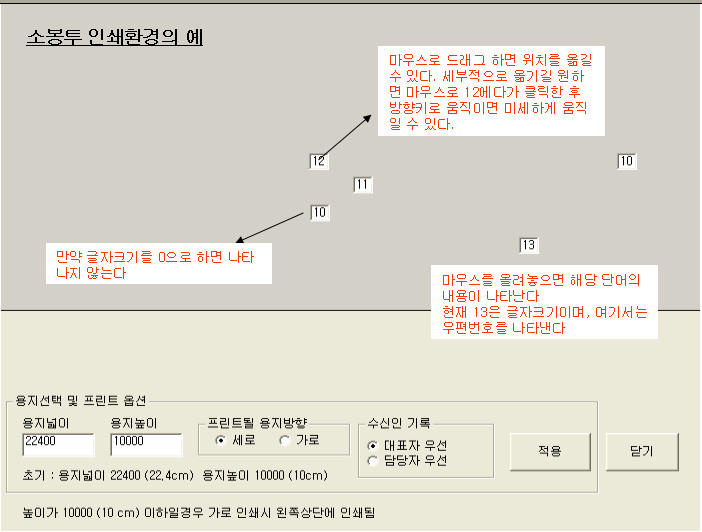 소봉투 인쇄환경의 예
마우스로 드래그 하면 위치를 옮길
수 있다. 세부적으로 옮기길 원하
면 마우스로 12에다가 클릭한 후
방향키로 움직이면 미세하게 움직
일 수 있다.
12
10
11
10
13
만약 글자크기를 0으로 하면 나타
나지 않는다
마우스를 올려놓으면 해당 단어의
내용이 나타난다
현재 13은 글자크기이며, 여기서는
우편번호를 나타낸다
용지선택 및 프린트 옵션
용지넓이 용지높이 프린트될 용지방향 수신인 기록
22400 10000 세로 가로 대표자 우선
담당자 우선
적용 닫기
초기 : 용지넓이 22400 (22.4cm) 용지높이 10000 (10cm)
높이가 10000 (10 cm) 이하일경우 가로 인쇄시 왼쪽상단에 인쇄됨